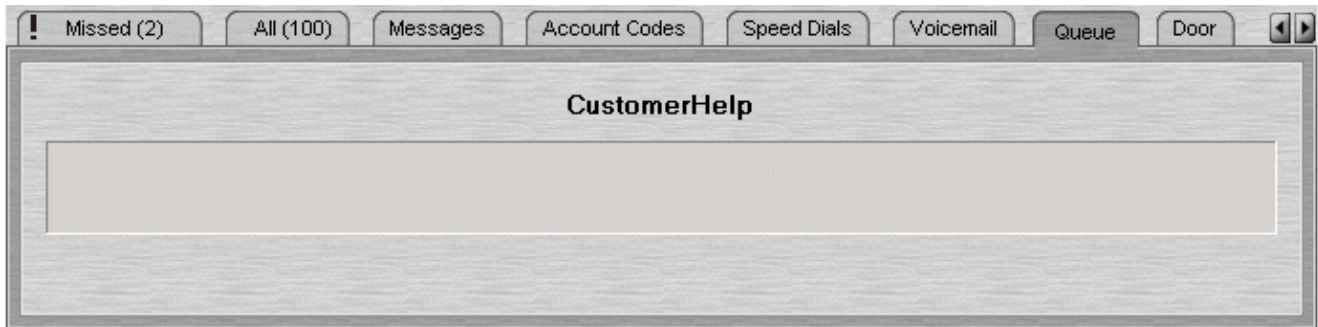 ! Missed (2) All (100) Messages Account Codes Speed Dials Voicemail Queue Door
CustomerHelp